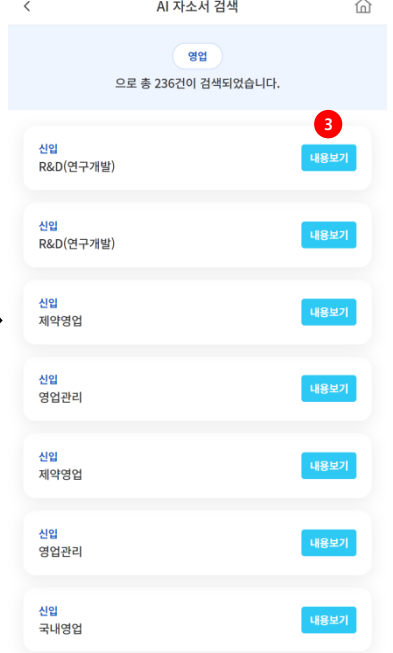 AI 자소서 검색
영업
으로 총 236건이 검색되었습니다.
3
신입
R&D(연구개발)
내용보기
신입
R&D(연구개발)
내용보기
신입
제약영업
내용보기
신입
영업관리
내용보기
신입
제약영업
내용보기
신입
영업관리
내용보기
신입
국내영업
내용보기